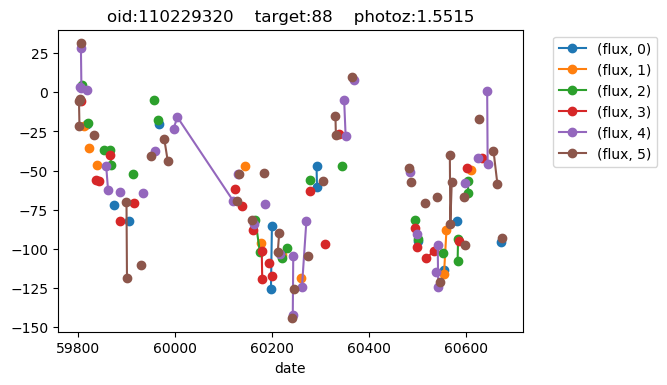 oid:110229320 target:88 photoz:1.5515
25
0
−25
−50
−75
−100
−125
−150
59800
60000
60200
60400
60600
date
(flux, 0)
(flux, 1)
(flux, 2)
(flux, 3)
(flux, 4)
(flux, 5)